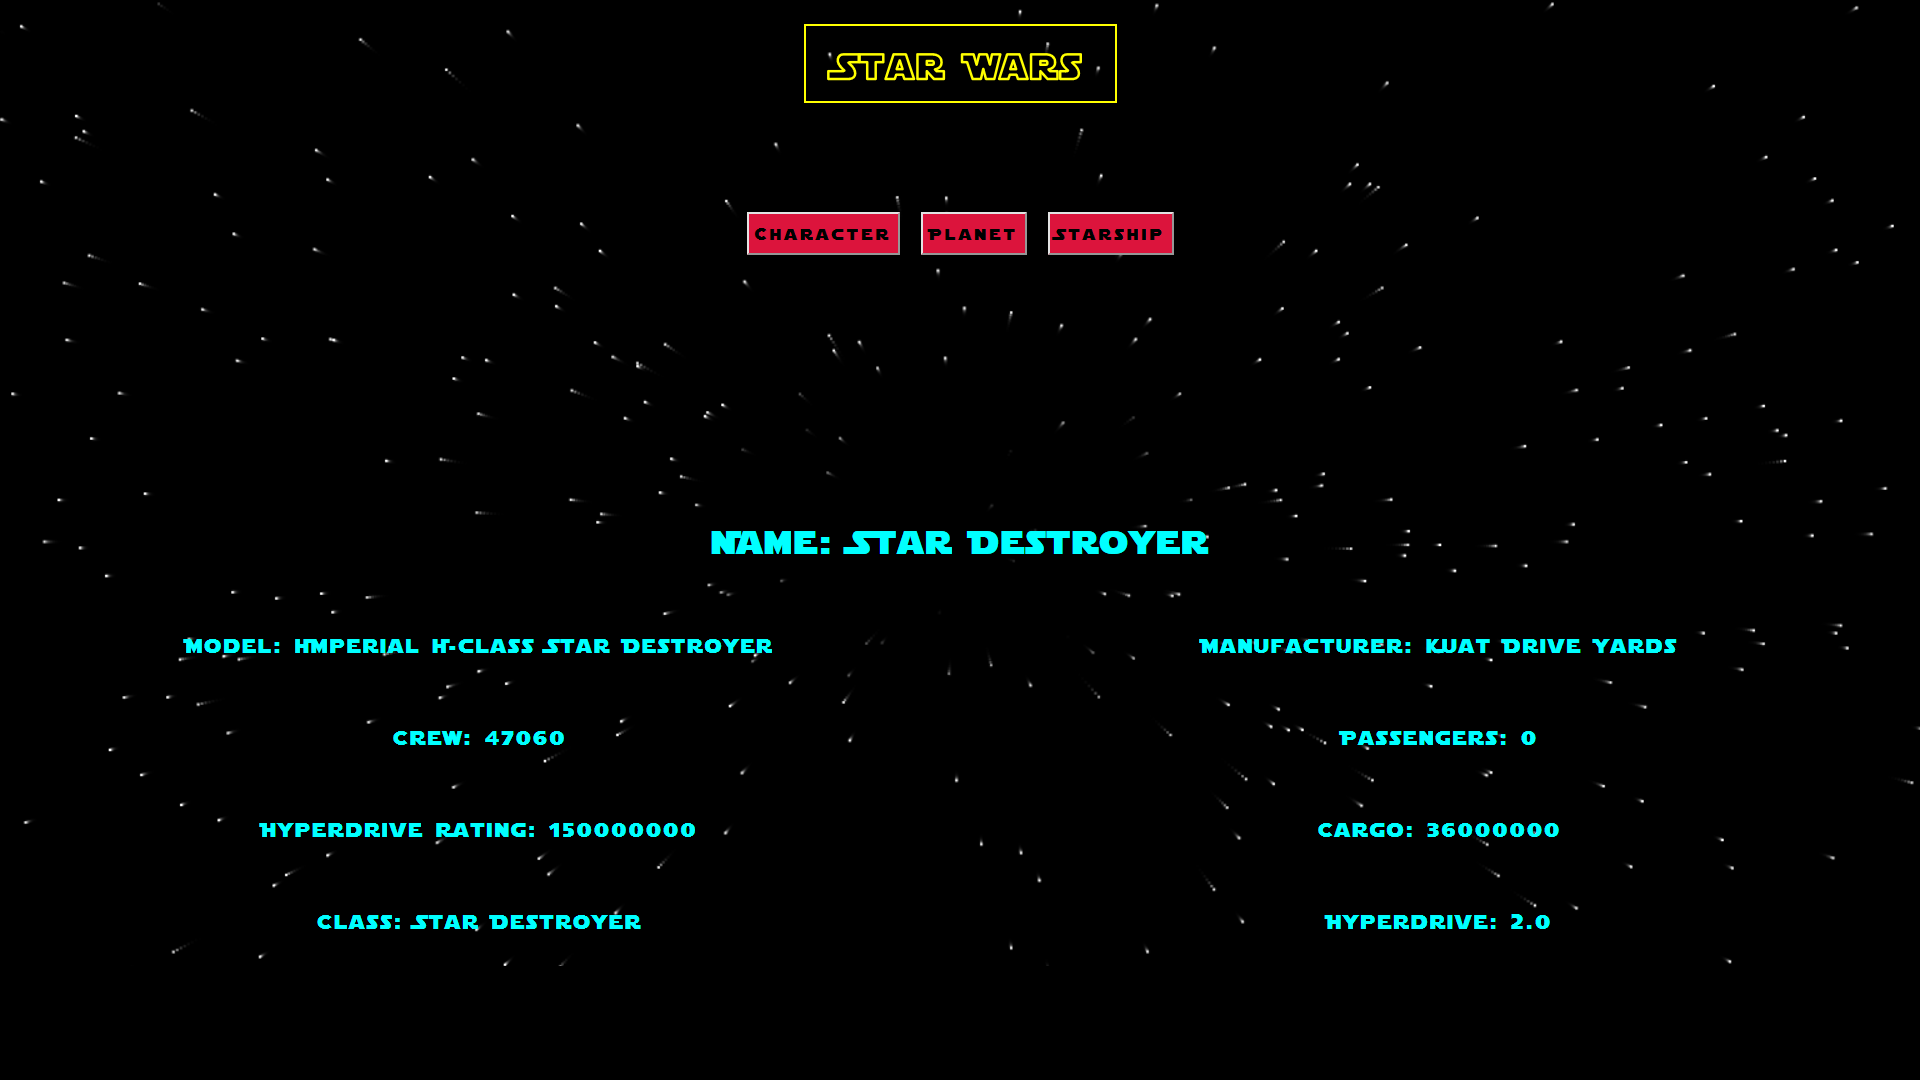 STAR WARS
Character Planet Starship
Name: Star Destroyer
Model: Imperial I-class Star Destroyer
Manufacturer: Kuat Drive Yards
Crew: 47060
Passengers: 0
Hyperdrive Rating: 150000000
Cargo: 36000000
Class: Star Destroyer
Hyperdrive: 2.0